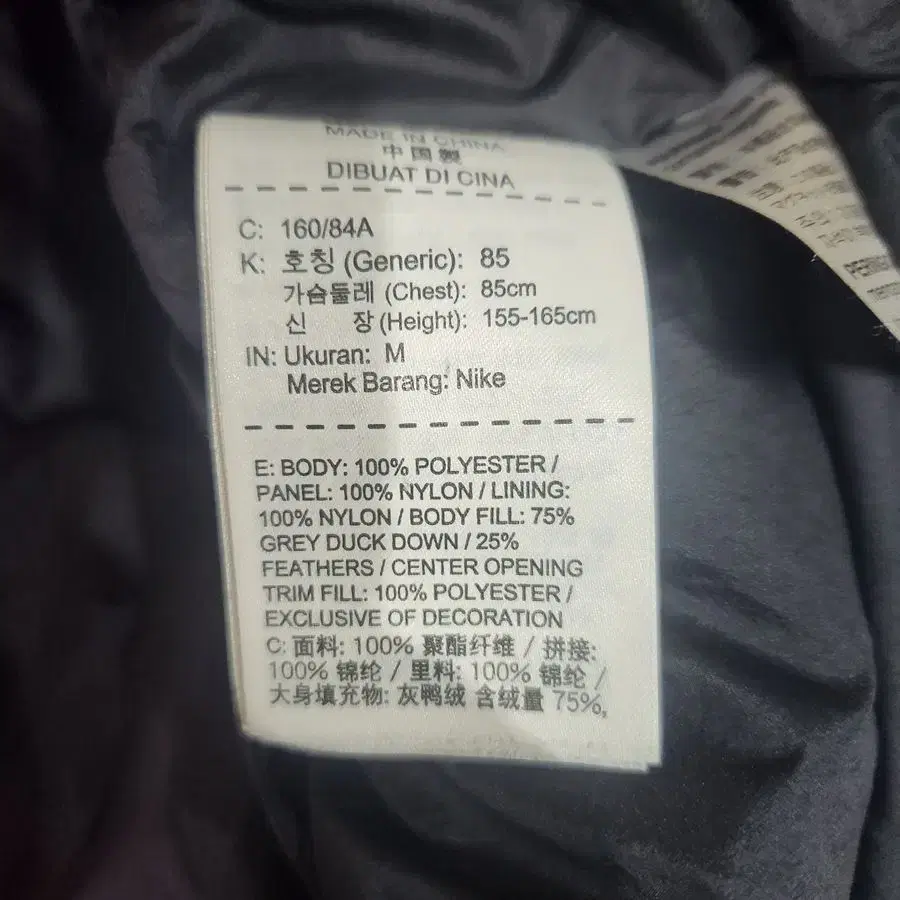 MADE IN CHINA
中国製
DIBUAT DI CINA
C: 160/84A
K: 호칭 (Generic): 85
가슴둘레 (Chest): 85cm
신 장 (Height): 155-165cm
IN: Ukuran: M
Merek Barang: Nike
E: BODY: 100% POLYESTER /
PANEL: 100% NYLON / LINING:
100% NYLON / BODY FILL: 75%
GREY DUCK DOWN / 25%
FEATHERS / CENTER OPENING
TRIM FILL: 100% POLYESTER /
EXCLUSIVE OF DECORATION
C: 面料: 100% 聚酯纤维 / 拼接:
100% 锦纶 / 里料: 100% 锦纶 /
大身填充物: 灰鸭绒 含绒量 75%,